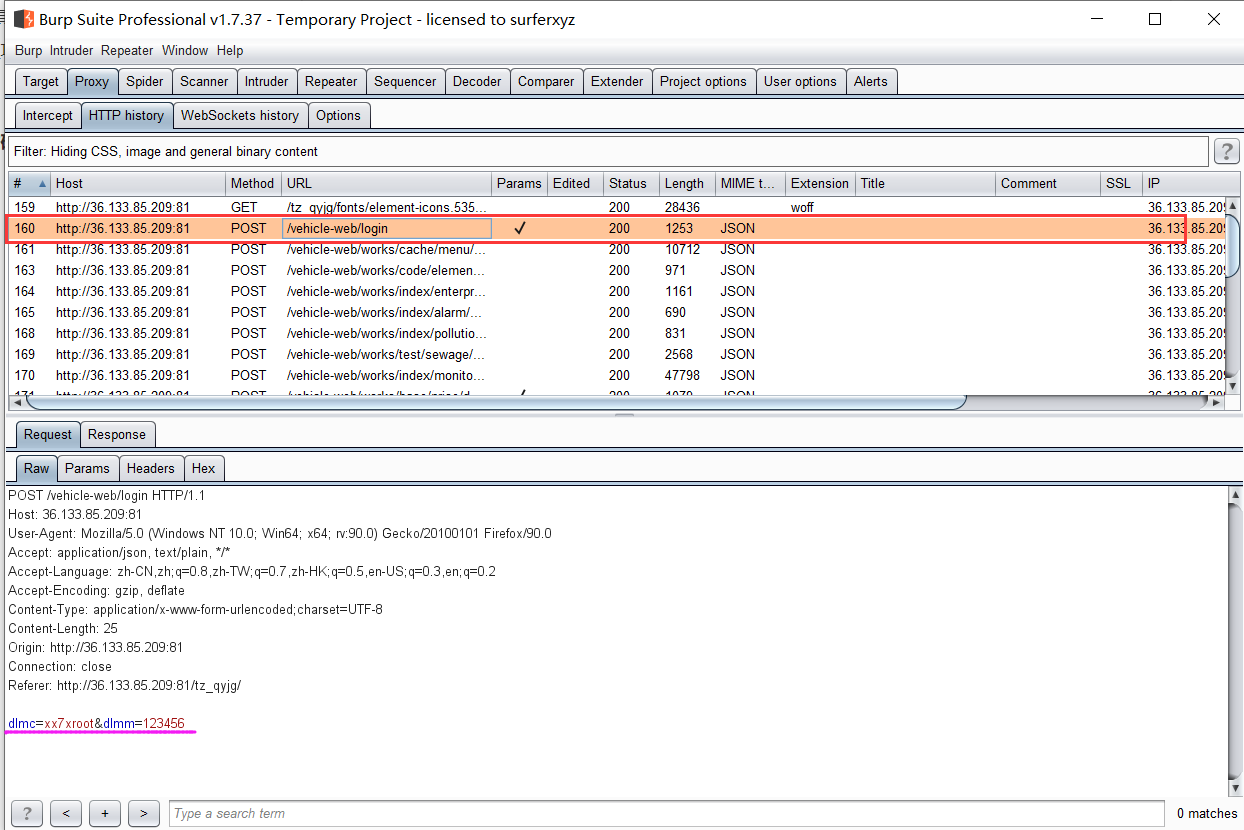 Burp Suite Professional v1.7.37 - Temporary Project - licensed to surferxyz
Burp Intruder Repeater Window Help
Target Proxy Spider Scanner Intruder Repeater Sequencer Decoder Comparer Extender Project options User options Alerts
Intercept HTTP history WebSockets history Options
Filter: Hiding CSS, image and general binary content ?
# Host Method URL Params Edited Status Length MIME t... Extension Title Comment SSL IP
159 http://36.133.85.209:81 GET /tz_qyjg/fonts/element-icons.535... 200 28436 woff 36.133.85.209
160 http://36.133.85.209:81 POST /vehicle-web/login ✓ 200 1253 JSON 36.133.85.209
161 http://36.133.85.209:81 POST /vehicle-web/works/cache/menu/... 200 10712 JSON 36.133.85.209
163 http://36.133.85.209:81 POST /vehicle-web/works/code/elemen... 200 971 JSON 36.133.85.209
164 http://36.133.85.209:81 POST /vehicle-web/works/index/enterpr... 200 1161 JSON 36.133.85.209
165 http://36.133.85.209:81 POST /vehicle-web/works/index/alarm/... 200 690 JSON 36.133.85.209
168 http://36.133.85.209:81 POST /vehicle-web/works/index/pollutio... 200 831 JSON 36.133.85.209
169 http://36.133.85.209:81 POST /vehicle-web/works/test/sewage/... 200 2568 JSON 36.133.85.209
170 http://36.133.85.209:81 POST /vehicle-web/works/index/monito... 200 47798 JSON 36.133.85.209
Request Response
Raw Params Headers Hex
POST /vehicle-web/login HTTP/1.1
Host: 36.133.85.209:81
User-Agent: Mozilla/5.0 (Windows NT 10.0; Win64; x64; rv:90.0) Gecko/20100101 Firefox/90.0
Accept: application/json, text/plain, */*
Accept-Language: zh-CN,zh;q=0.8,zh-TW;q=0.7,zh-HK;q=0.5,en-US;q=0.3,en;q=0.2
Accept-Encoding: gzip, deflate
Content-Type: application/x-www-form-urlencoded;charset=UTF-8
Content-Length: 25
Origin: http://36.133.85.209:81
Connection: close
Referer: http://36.133.85.209:81/tz_qyjg/
dlmc=xx7xroot&dlmm=123456
? < + > Type a search term 0 matches